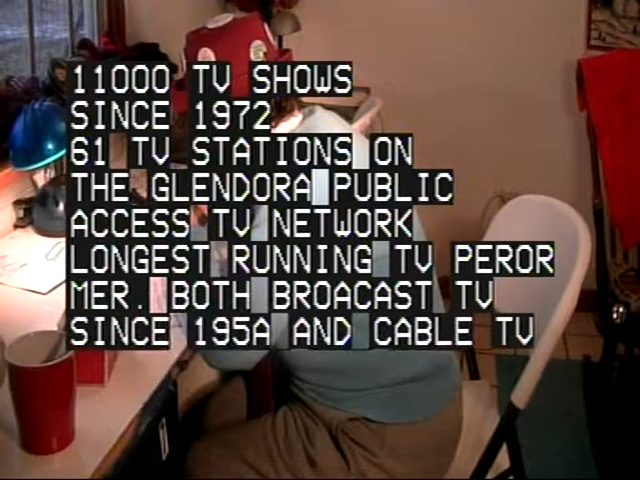 11000 TV SHOWS
SINCE 1972
61 TV STATIONS ON
THE GLENDORA PUBLIC
ACCESS TV NETWORK
LONGEST RUNNING TV PEROR
MER. BOTH BROACAST TV
SINCE 195A AND CABLE TV